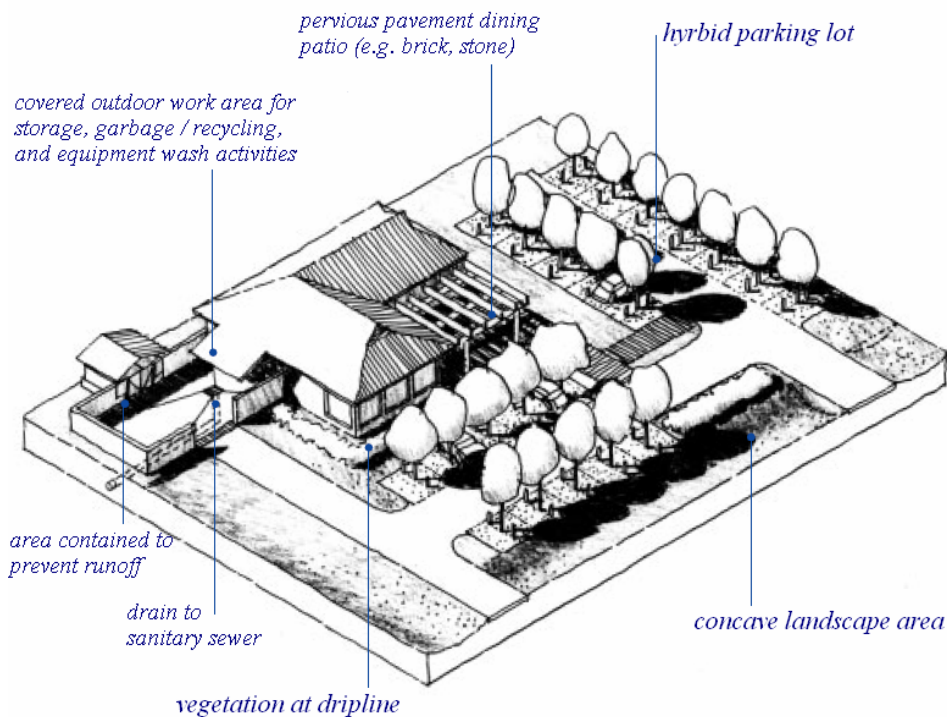 pervious pavement dining
patio (e.g. brick, stone)
hyrbid parking lot
covered outdoor work area for
storage, garbage / recycling,
and equipment wash activities
area contained to
prevent runoff
drain to
sanitary sewer
concave landscape area
vegetation at dripline